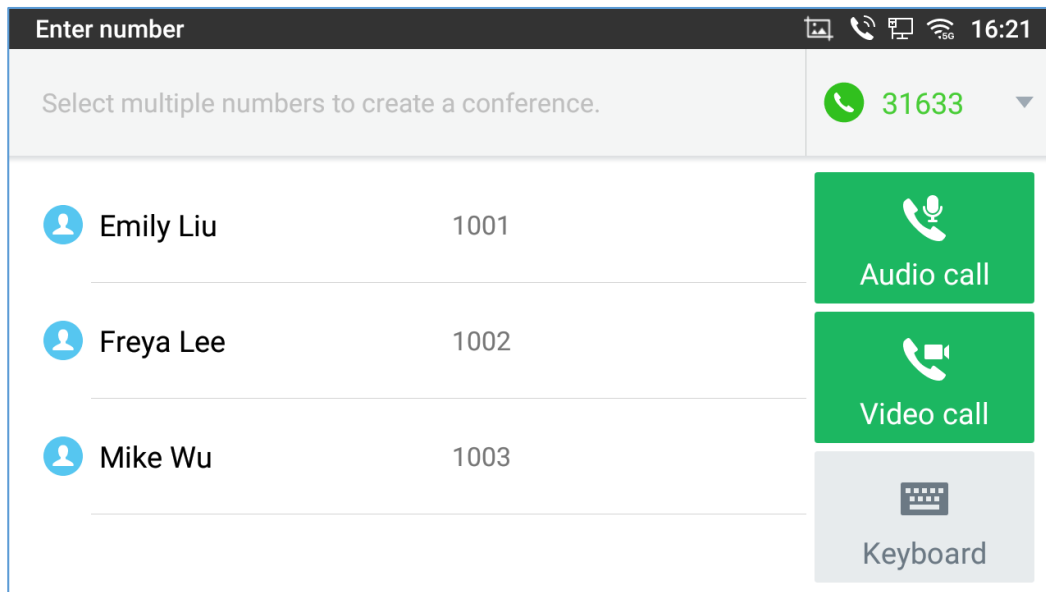 Enter number
5G 16:21
Select multiple numbers to create a conference.
31633
Emily Liu 1001
Freya Lee 1002
Mike Wu 1003
Audio call
Video call
Keyboard